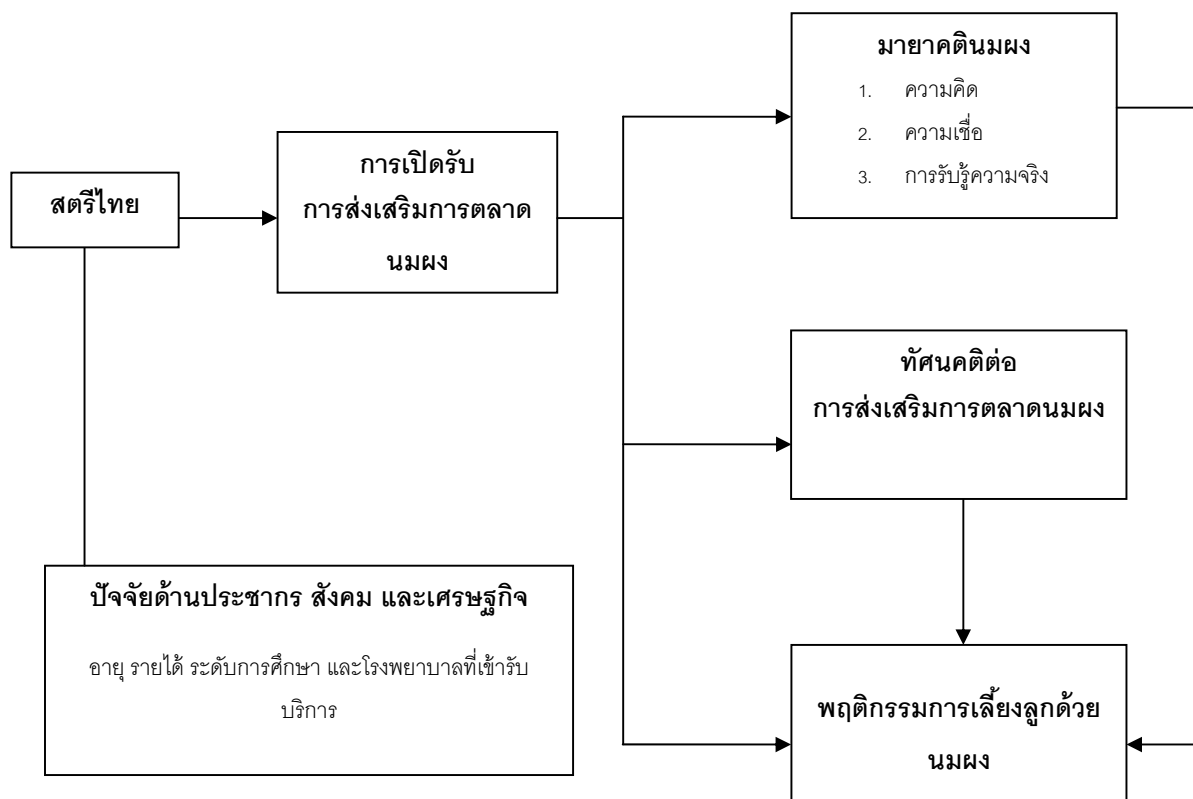 สตรีไทย
การเปิดรับ
การส่งเสริมการตลาด
นมผง
มายาคตินมผง
1. ความคิด
2. ความเชื่อ
3. การรับรู้ความจริง
ทัศนคติต่อ
การส่งเสริมการตลาดนมผง
ปัจจัยด้านประชากร สังคม และเศรษฐกิจ
อายุ รายได้ ระดับการศึกษา และโรงพยาบาลที่เข้ารับ
บริการ
พฤติกรรมการเลี้ยงลูกด้วย
นมผง